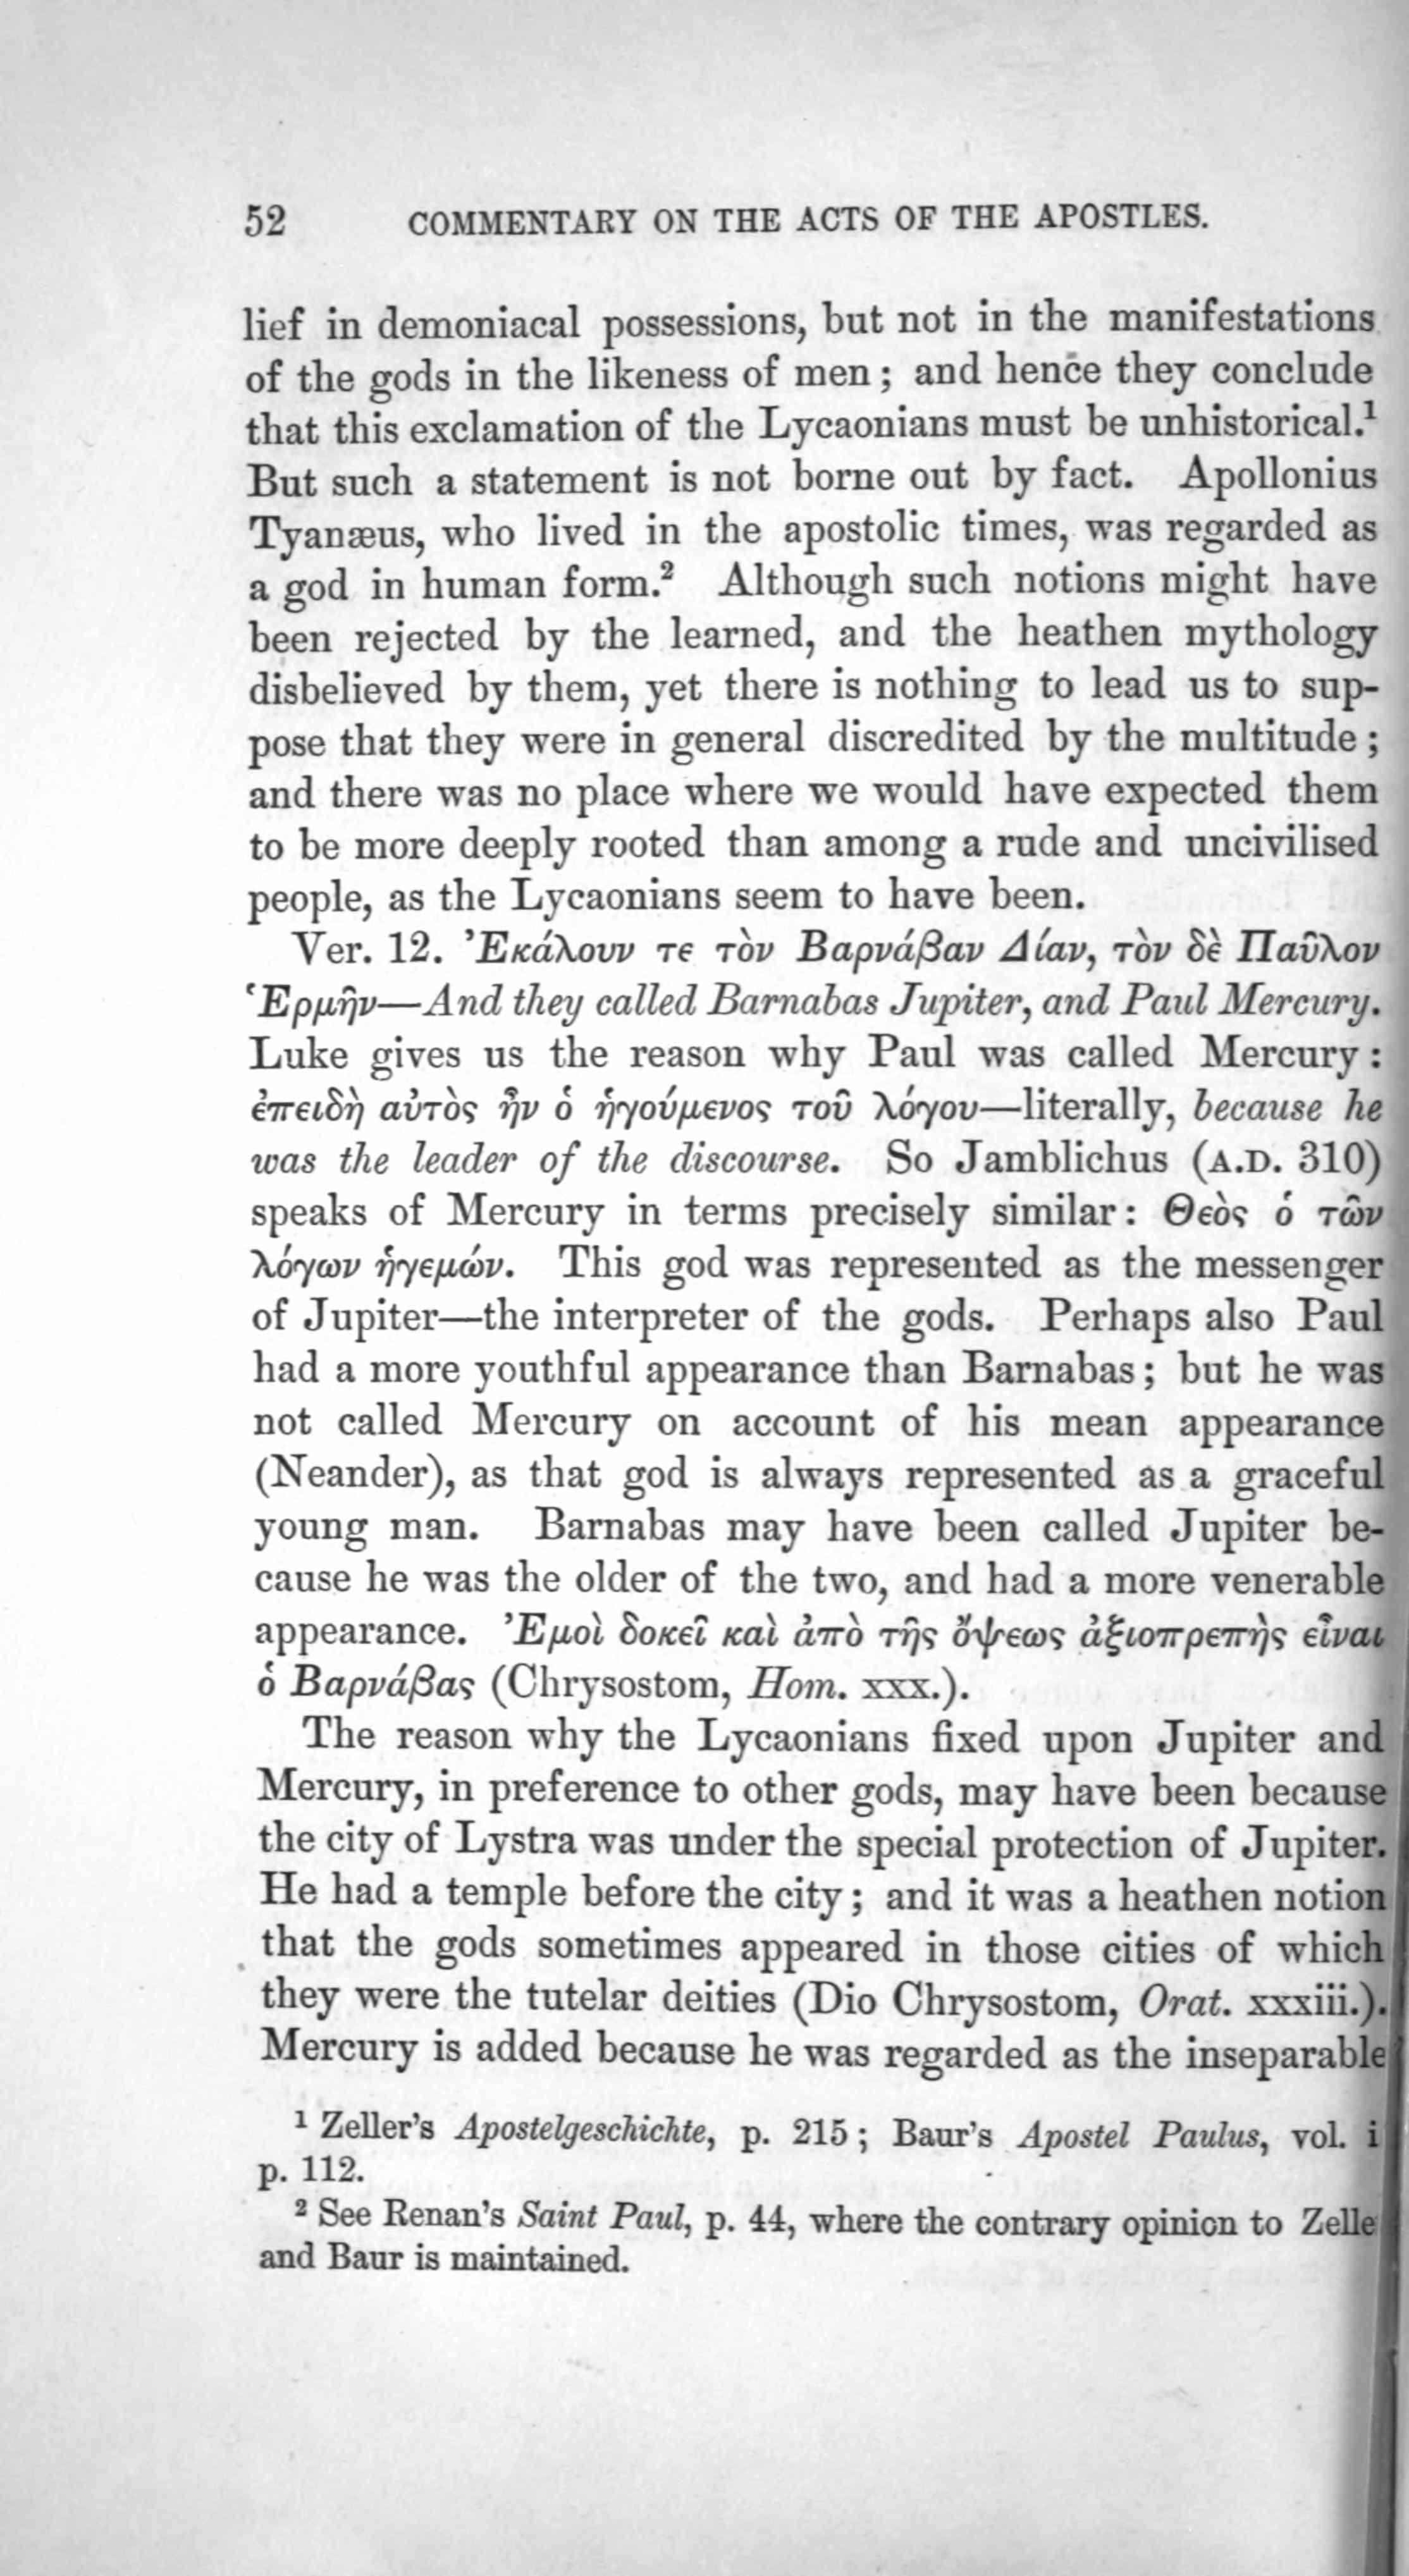 52 COMMENTARY ON THE ACTS OF THE APOSTLES.
lief in demoniacal possessions, but not in the manifestations
of the gods in the likeness of men; and hence they conclude
that this exclamation of the Lycaonians must be unhistorical.¹
But such a statement is not borne out by fact. Apollonius
Tyanæus, who lived in the apostolic times, was regarded as
a god in human form.² Although such notions might have
been rejected by the learned, and the heathen mythology
disbelieved by them, yet there is nothing to lead us to sup-
pose that they were in general discredited by the multitude;
and there was no place where we would have expected them
to be more deeply rooted than among a rude and uncivilised
people, as the Lycaonians seem to have been.
Ver. 12. Ἐκάλουν τε τὸν Βαρνάβαν Δίαν, τὸν δὲ Παῦλον
Ἑρμῆν—And they called Barnabas Jupiter, and Paul Mercury.
Luke gives us the reason why Paul was called Mercury:
ἐπειδὴ αὐτὸς ἦν ὁ ἡγούμενος τοῦ λόγου—literally, because he
was the leader of the discourse. So Jamblichus (A.D. 310)
speaks of Mercury in terms precisely similar: Θεὸς ὁ τῶν
λόγων ἡγεμών. This god was represented as the messenger
of Jupiter—the interpreter of the gods. Perhaps also Paul
had a more youthful appearance than Barnabas; but he was
not called Mercury on account of his mean appearance
(Neander), as that god is always represented as a graceful
young man. Barnabas may have been called Jupiter be-
cause he was the older of the two, and had a more venerable
appearance. Ἐμοὶ δοκεῖ καὶ ἀπὸ τῆς ὄψεως ἀξιοπρεπὴς εἶναι
ὁ Βαρνάβας (Chrysostom, Hom. xxx.).
The reason why the Lycaonians fixed upon Jupiter and
Mercury, in preference to other gods, may have been because
the city of Lystra was under the special protection of Jupiter.
He had a temple before the city; and it was a heathen notion
that the gods sometimes appeared in those cities of which
they were the tutelar deities (Dio Chrysostom, Orat. xxxiii.).
Mercury is added because he was regarded as the inseparable
¹ Zeller's Apostelgeschichte, p. 215; Baur's Apostel Paulus, vol. i
p. 112.
² See Renan's Saint Paul, p. 44, where the contrary opinion to Zelle
and Baur is maintained.